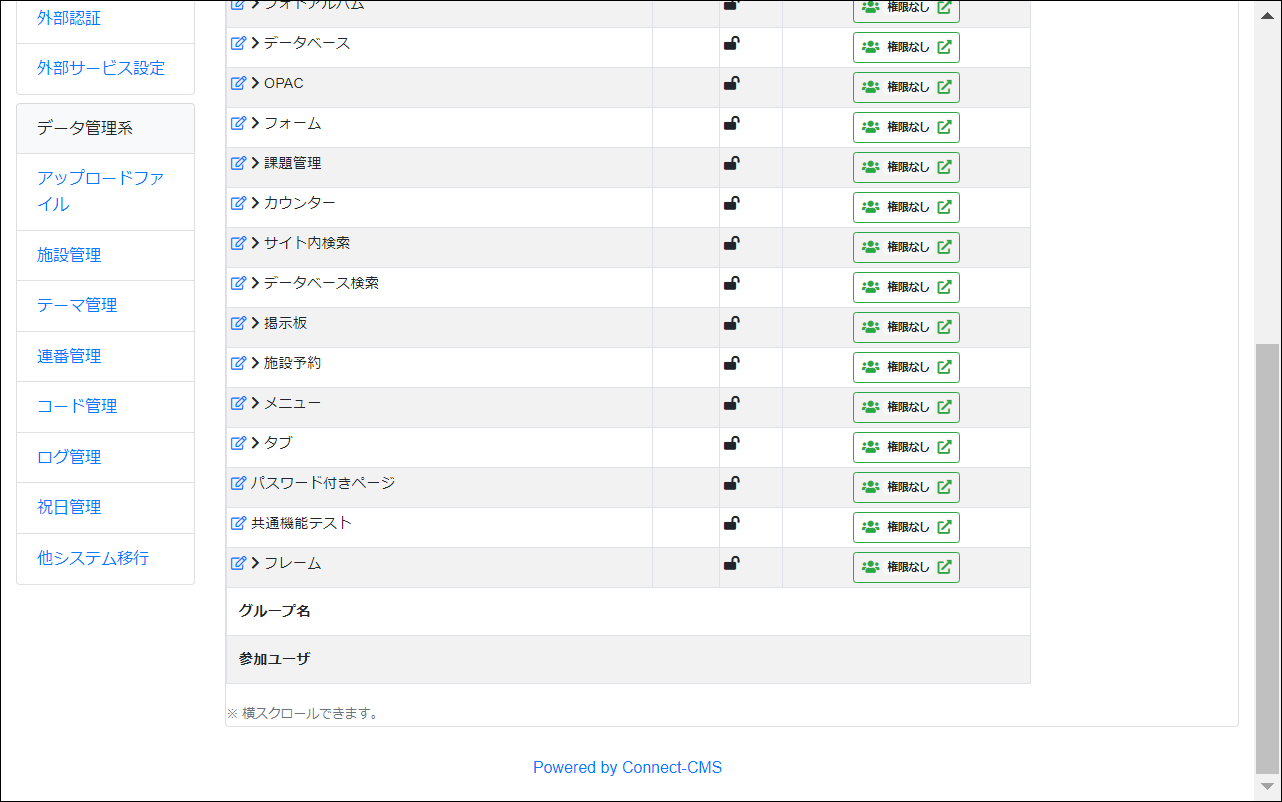 外部認証
外部サービス設定
データ管理系
アップロードファ
イル
施設管理
テーマ管理
連番管理
コード管理
ログ管理
祝日管理
他システム移行
フォトアルバム 権限なし
データベース 権限なし
OPAC 権限なし
フォーム 権限なし
課題管理 権限なし
カウンター 権限なし
サイト内検索 権限なし
データベース検索 権限なし
掲示板 権限なし
施設予約 権限なし
メニュー 権限なし
タブ 権限なし
パスワード付きページ 権限なし
共通機能テスト 権限なし
フレーム 権限なし
グループ名
参加ユーザ
※ 横スクロールできます。
Powered by Connect-CMS